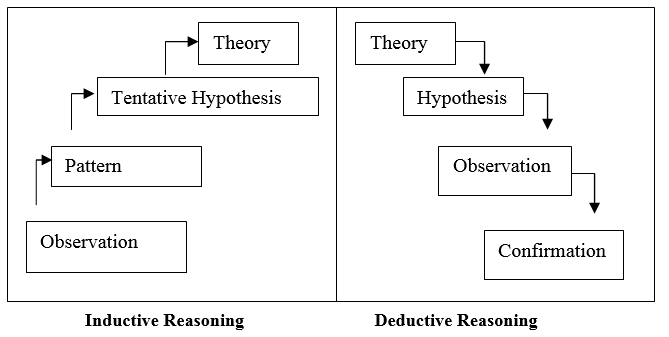 Theory
Tentative Hypothesis
Pattern
Observation
Theory
Hypothesis
Observation
Confirmation
Inductive Reasoning
Deductive Reasoning